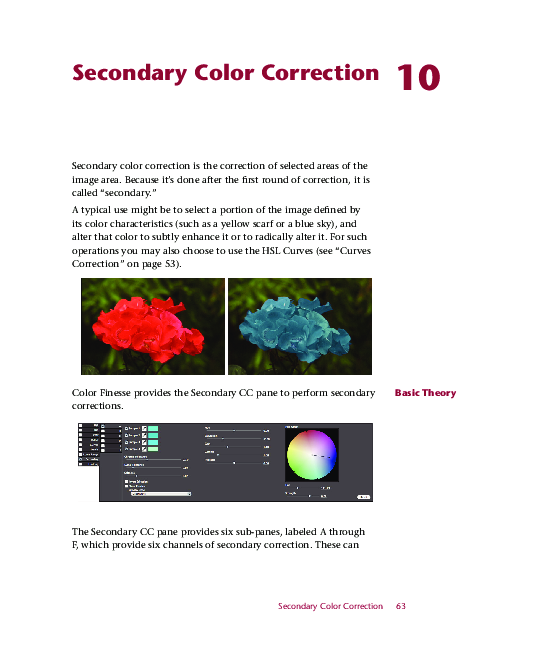 Secondary Color Correction 10
Secondary color correction is the correction of selected areas of the
image area. Because it’s done after the first round of correction, it is
called “secondary.”
A typical use might be to select a portion of the image defined by
its color characteristics (such as a yellow scarf or a blue sky), and
alter that color to subtly enhance it or to radically alter it. For such
operations you may also choose to use the HSL Curves (see “Curves
Correction” on page 53).
Color Finesse provides the Secondary CC pane to perform secondary
corrections.
Basic Theory
The Secondary CC pane provides six sub-panes, labeled A through
F, which provide six channels of secondary correction. These can
Secondary Color Correction 63